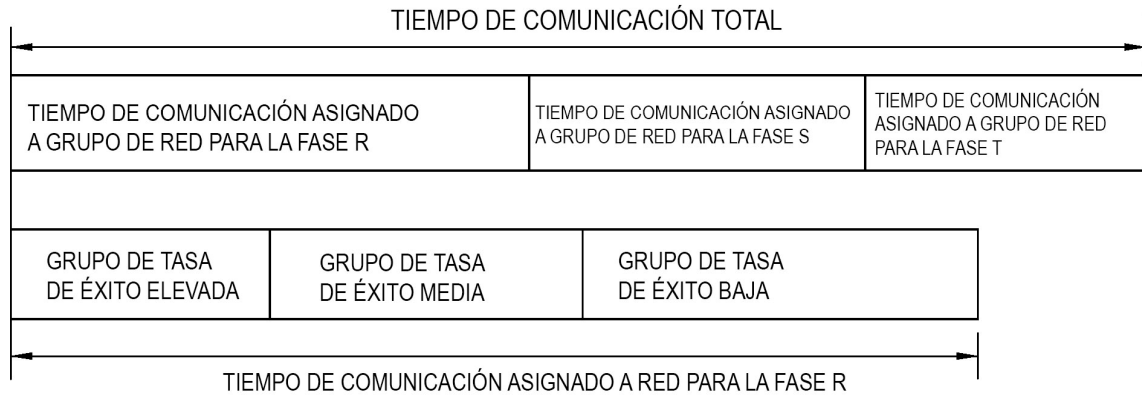 TIEMPO DE COMUNICACIÓN TOTAL
TIEMPO DE COMUNICACIÓN ASIGNADO
A GRUPO DE RED PARA LA FASE R
TIEMPO DE COMUNICACIÓN ASIGNADO
A GRUPO DE RED PARA LA FASE S
TIEMPO DE COMUNICACIÓN
ASIGNADO A GRUPO DE RED
PARA LA FASE T
GRUPO DE TASA
DE ÉXITO ELEVADA
GRUPO DE TASA
DE ÉXITO MEDIA
GRUPO DE TASA
DE ÉXITO BAJA
TIEMPO DE COMUNICACIÓN ASIGNADO A RED PARA LA FASE R